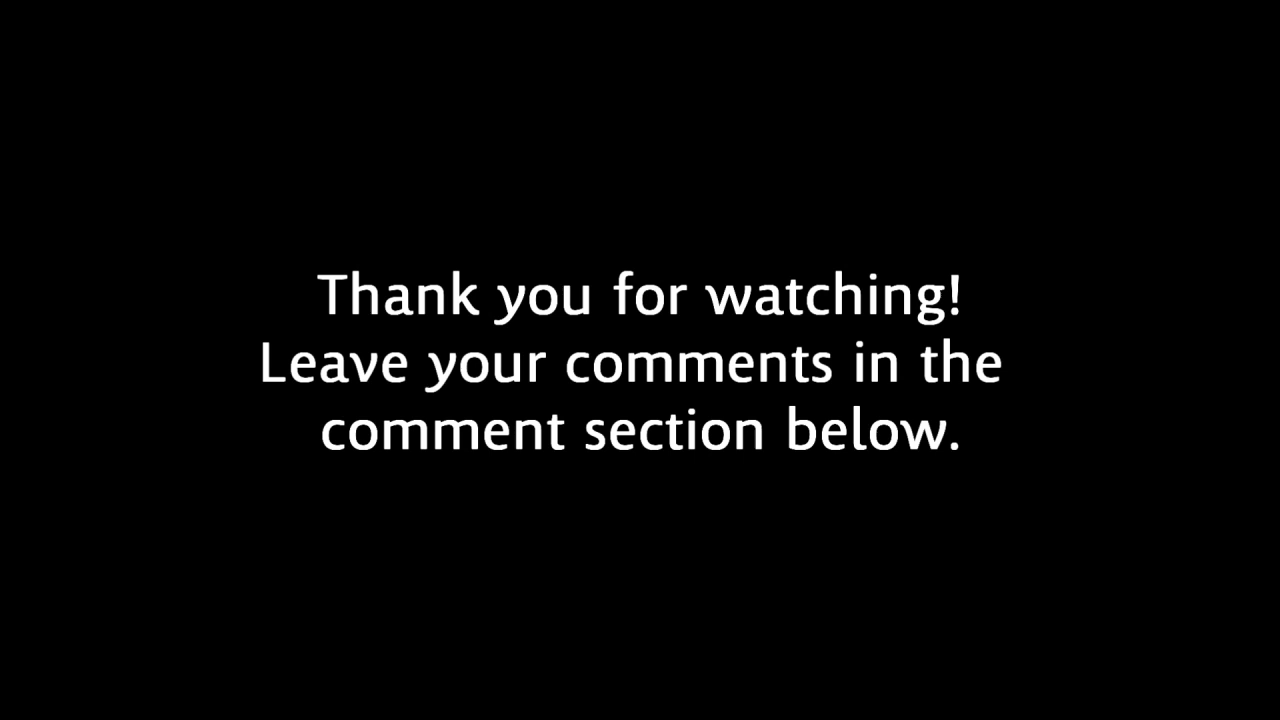 Thank you for watching!
Leave your comments in the
comment section below.